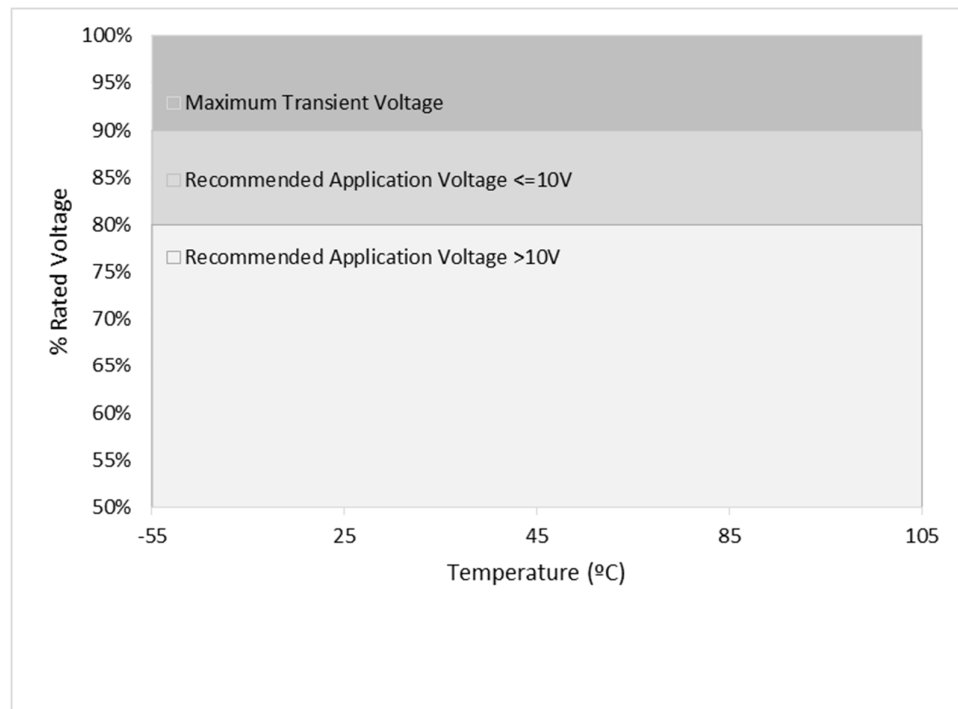 100%
95%
Maximum Transient Voltage
90%
85%
Recommended Application Voltage <=10V
80%
Recommended Application Voltage >10V
75%
% Rated Voltage
70%
65%
60%
55%
50%
-55 25 45 85 105
Temperature (ºC)